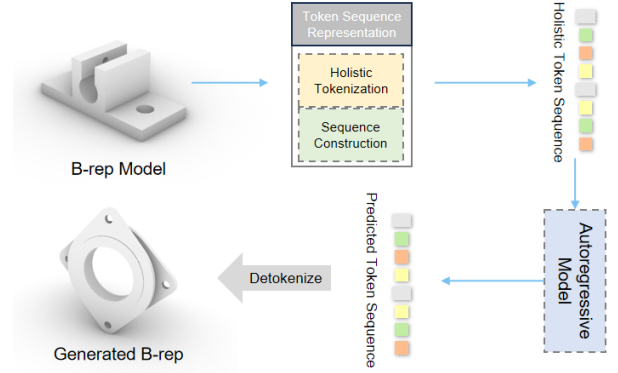 Token Sequence
Representation
Holistic
Tokenization
Sequence
Construction
B-rep Model
Holistic Token Sequence
Autoregressive
Model
Predicted Token Sequence
Detokenize
Generated B-rep